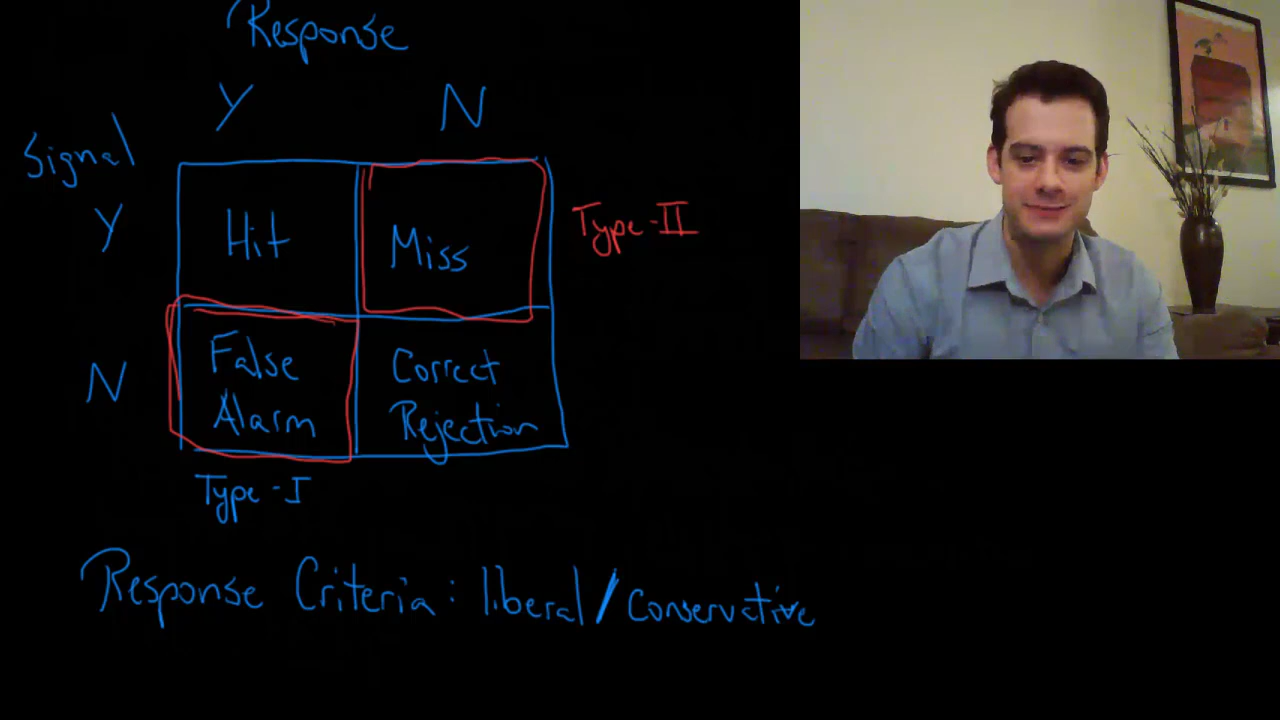 Response
Y N
Signal
Y Hit Miss Type-II
N False Alarm Correct Rejection
Type-I
Response Criteria: liberal/conservative